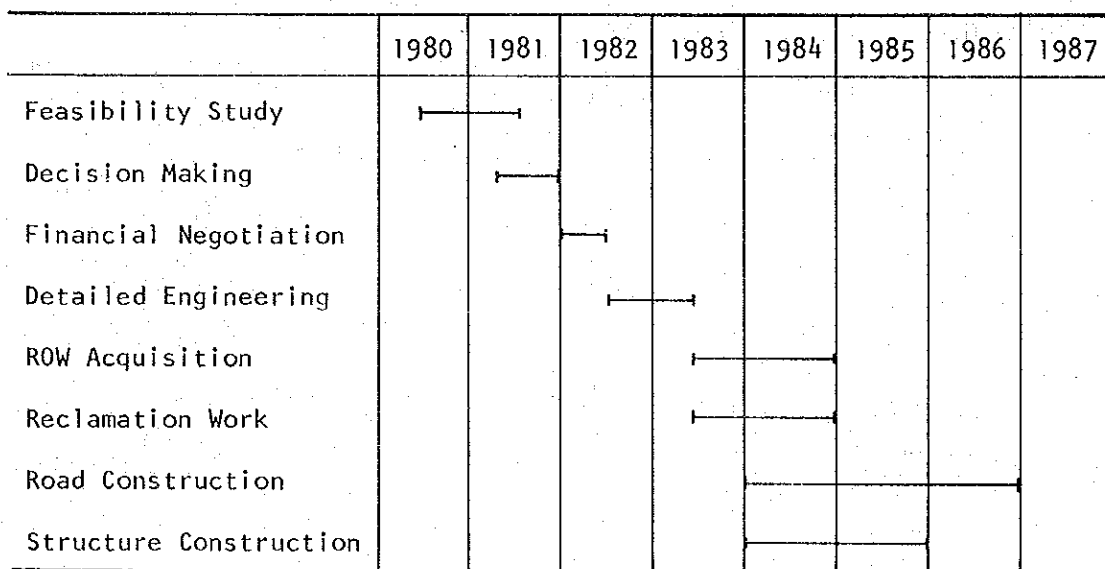 1980 1981 1982 1983 1984 1985 1986 1987
Feasibility Study
Decision Making
Financial Negotiation
Detailed Engineering
ROW Acquisition
Reclamation Work
Road Construction
Structure Construction